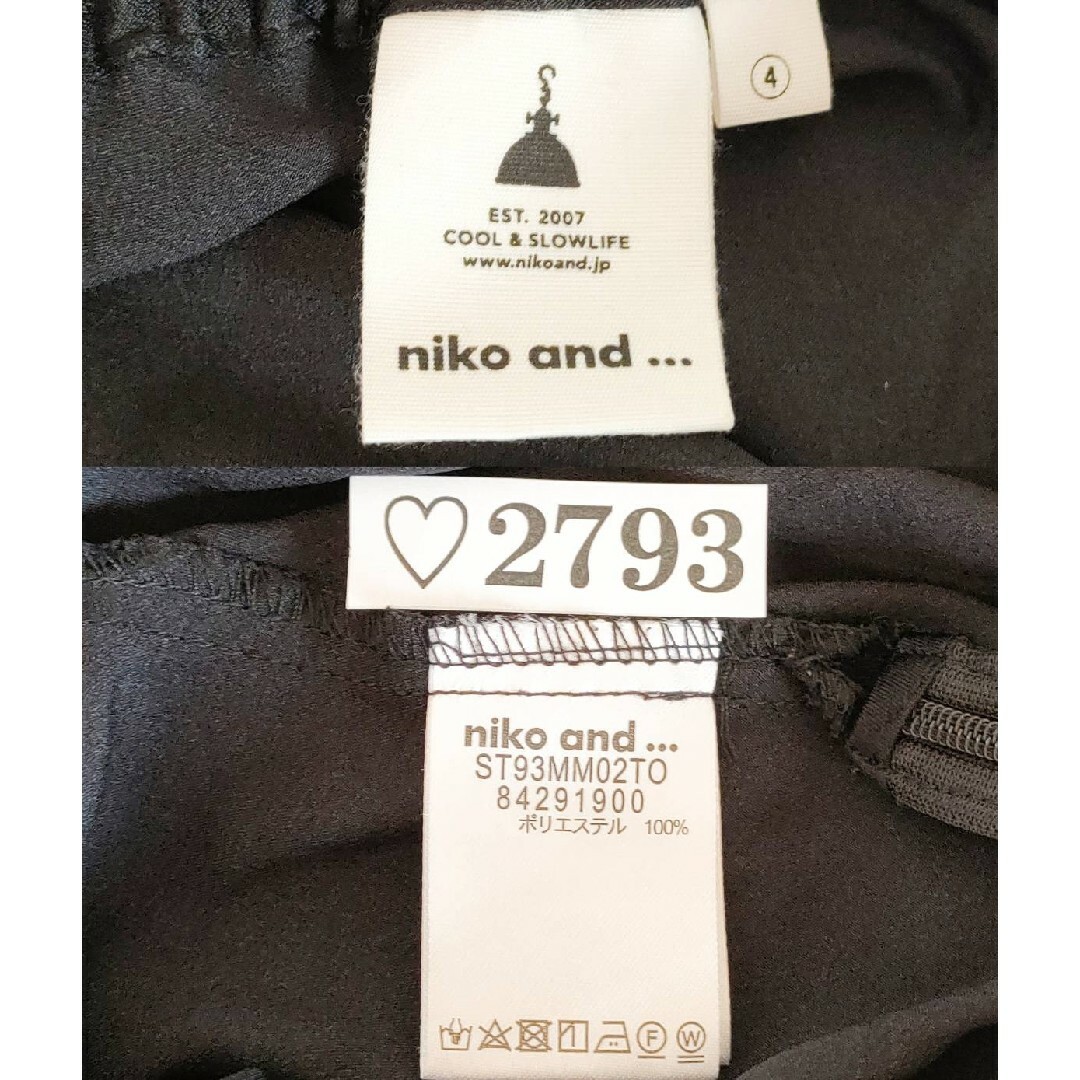 ④
EST. 2007
COOL & SLOWLIFE
www.nikoand.jp
niko and ...
♡2793
niko and ...
ST93MM02TO
84291900
ポリエステル 100%
F W